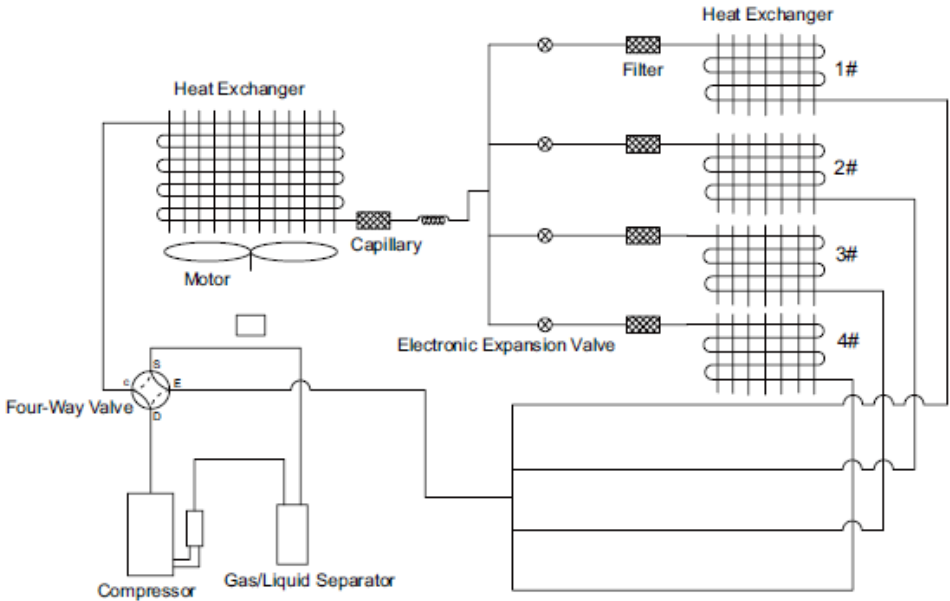 Heat Exchanger
Filter
1#
Heat Exchanger
2#
Capillary
3#
Motor
Electronic Expansion Valve
4#
S
C
E
Four-Way Valve
D
Gas/Liquid Separator
Compressor